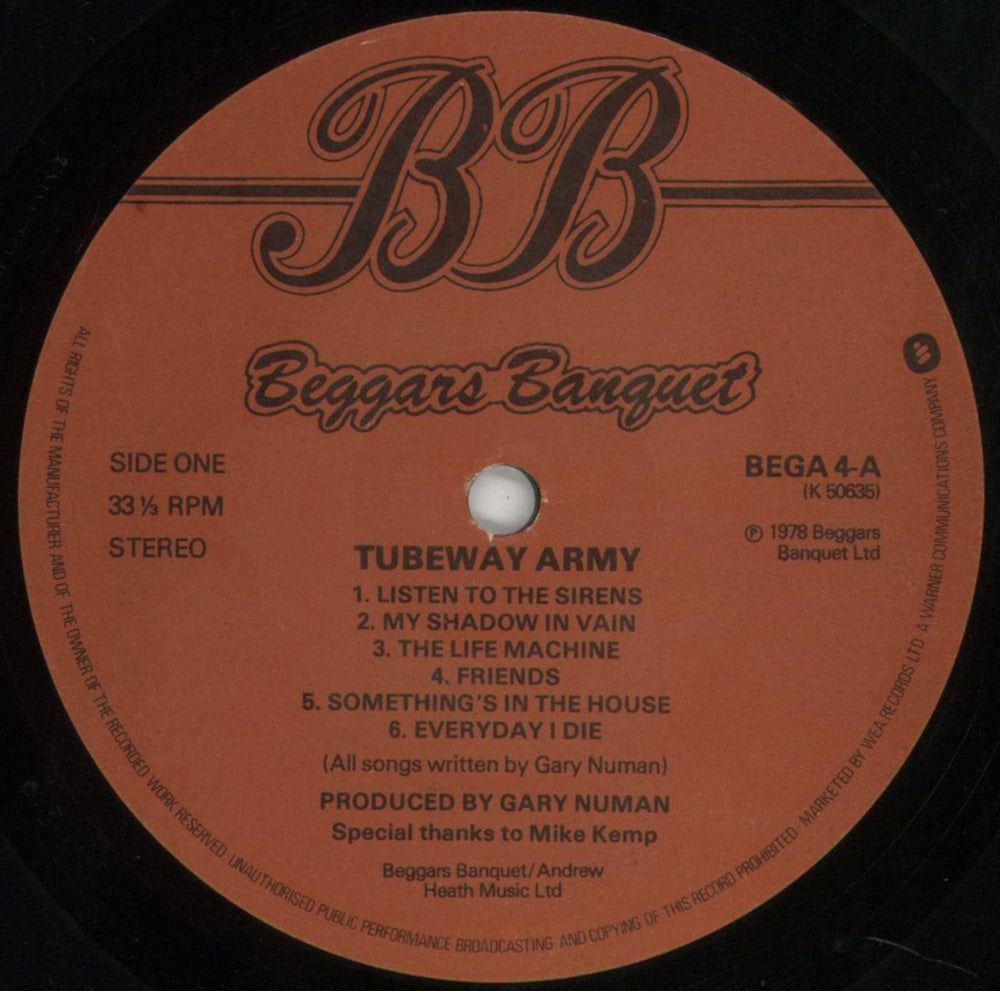 BB
Beggars Banquet
SIDE ONE
33 ⅓ RPM
STEREO
BEGA 4-A
(K 50635)
℗ 1978 Beggars
Banquet Ltd
TUBEWAY ARMY
1. LISTEN TO THE SIRENS
2. MY SHADOW IN VAIN
3. THE LIFE MACHINE
4. FRIENDS
5. SOMETHING'S IN THE HOUSE
6. EVERYDAY I DIE
(All songs written by Gary Numan)
PRODUCED BY GARY NUMAN
Special thanks to Mike Kemp
Beggars Banquet/Andrew
Heath Music Ltd
ALL RIGHTS OF THE MANUFACTURER AND OF THE OWNER OF THE RECORDED WORK RESERVED UNAUTHORISED PUBLIC PERFORMANCE BROADCASTING AND COPYING OF THIS RECORD PROHIBITED MARKETED BY WEA RECORDS LTD A WARNER COMMUNICATIONS COMPANY